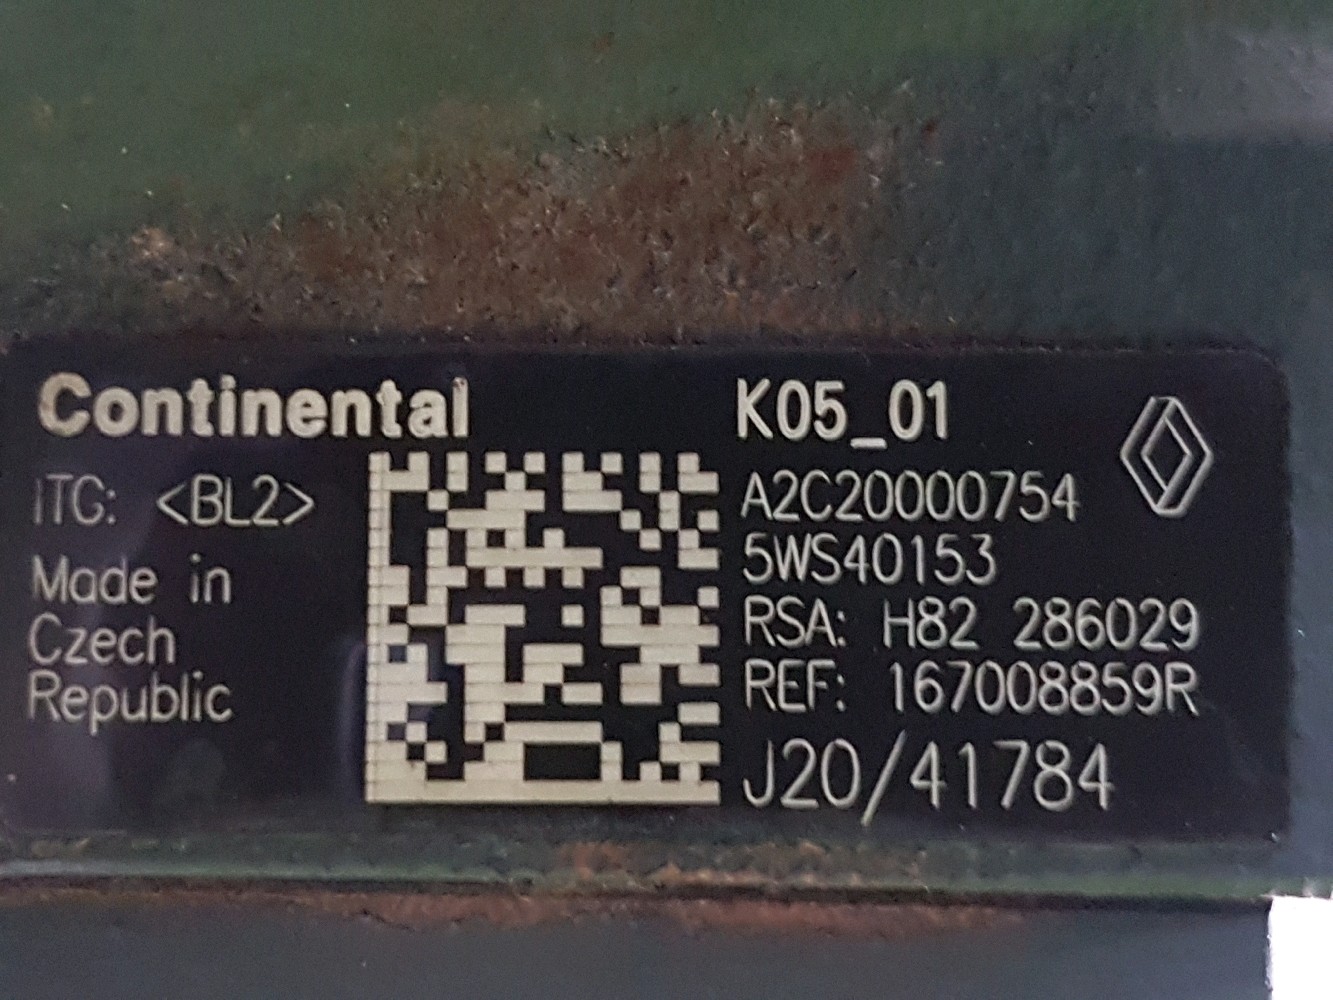 Continental
ITG: <BL2>
Made in
Czech
Republic
K05_01
A2C20000754
5WS40153
RSA: H82 286029
REF: 167008859R
J20/41784